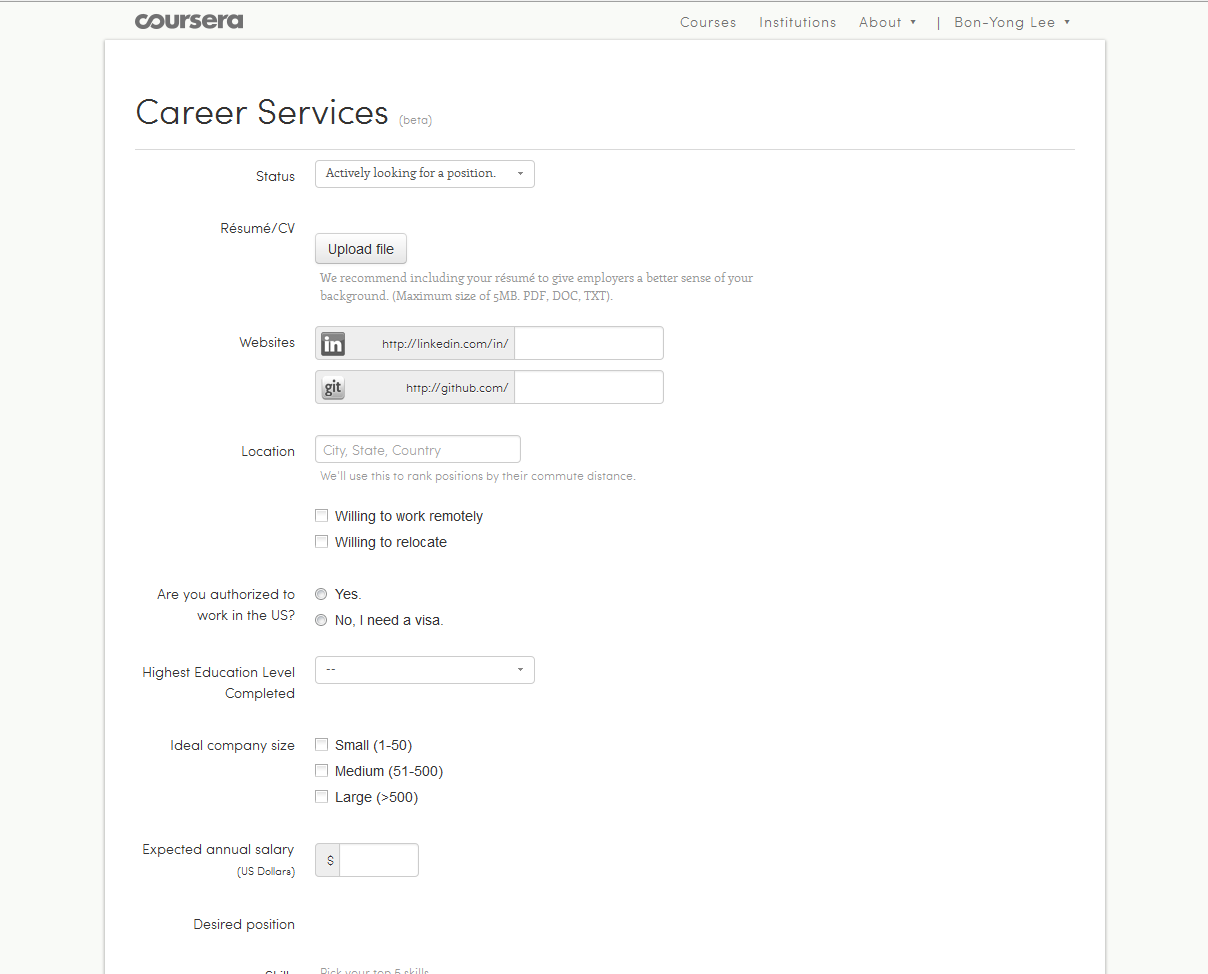 coursera
Courses Institutions About ▾ | Bon-Yong Lee ▾
Career Services (beta)
Status
Actively looking for a position.
Résumé/CV
Upload file
We recommend including your résumé to give employers a better sense of your
background. (Maximum size of 5MB. PDF, DOC, TXT).
Websites
in http://linkedin.com/in/
git http://github.com/
Location
City, State, Country
We'll use this to rank positions by their commute distance.
Willing to work remotely
Willing to relocate
Are you authorized to
work in the US?
Yes.
No, I need a visa.
Highest Education Level
Completed
--
Ideal company size
Small (1-50)
Medium (51-500)
Large (>500)
Expected annual salary
(US Dollars)
$
Desired position
Pick your top 5 skills